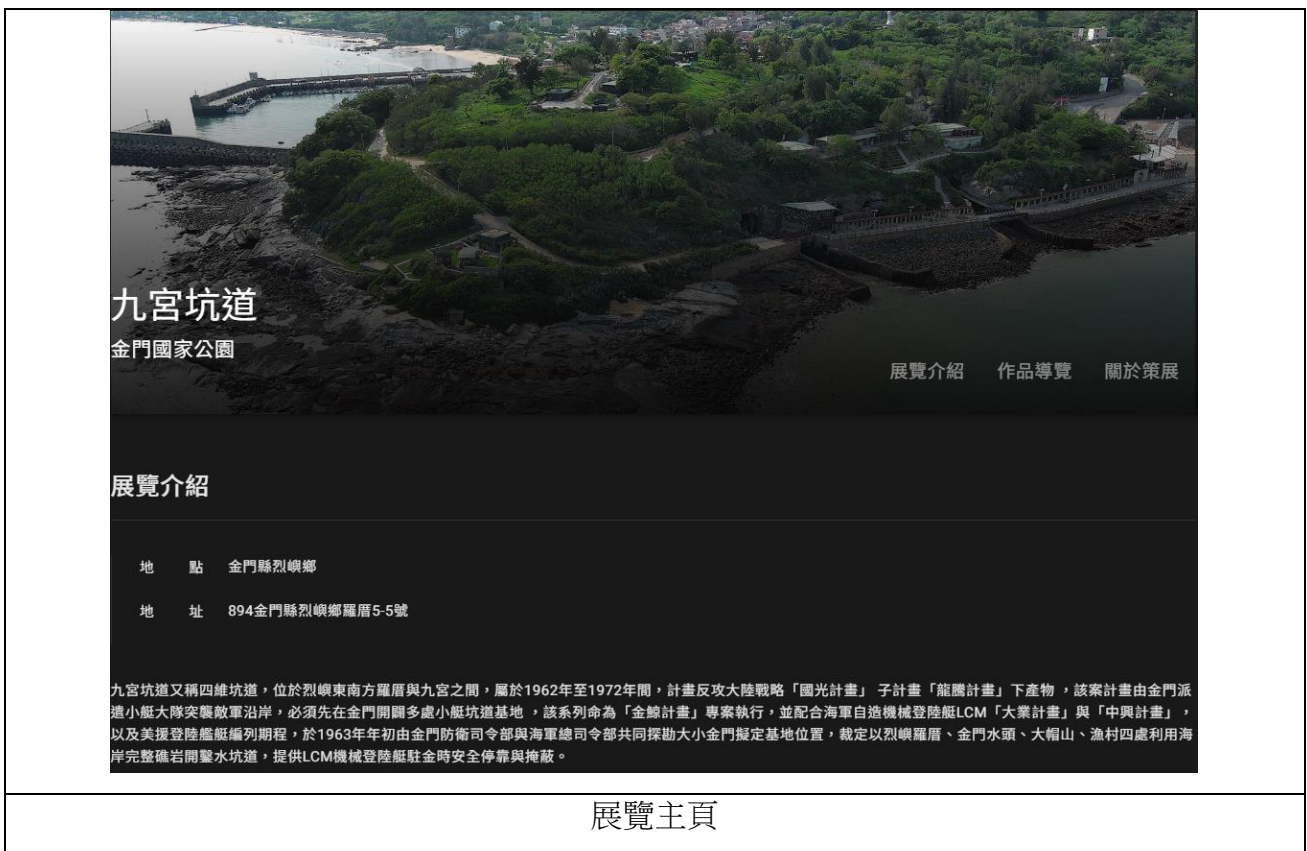 九宮坑道
金門國家公園
展覽介紹 作品導覽 關於策展
展覽介紹
地 點 金門縣烈嶼鄉
地 址 894金門縣烈嶼鄉羅厝5-5號
九宮坑道又稱四維坑道，位於烈嶼東南方羅厝與九宮之間，屬於1962年至1972年間，計畫反攻大陸戰略「國光計畫」 子計畫「龍騰計畫」下產物 ，該案計畫由金門派
遣小艇大隊突襲敵軍沿岸，必須先在金門開闢多處小艇坑道基地 ，該系列命為「金鯨計畫」專案執行，並配合海軍自造機械登陸艇LCM「大業計畫」與「中興計畫」，
以及美援登陸艦艇編列期程，於1963年年初由金門防衛司令部與海軍總司令部共同探勘大小金門擬定基地位置，裁定以烈嶼羅厝、金門水頭、大帽山、漁村四處利用海
岸完整礁岩開鑿水坑道，提供LCM機械登陸艇駐金時安全停靠與掩蔽。
展覽主頁